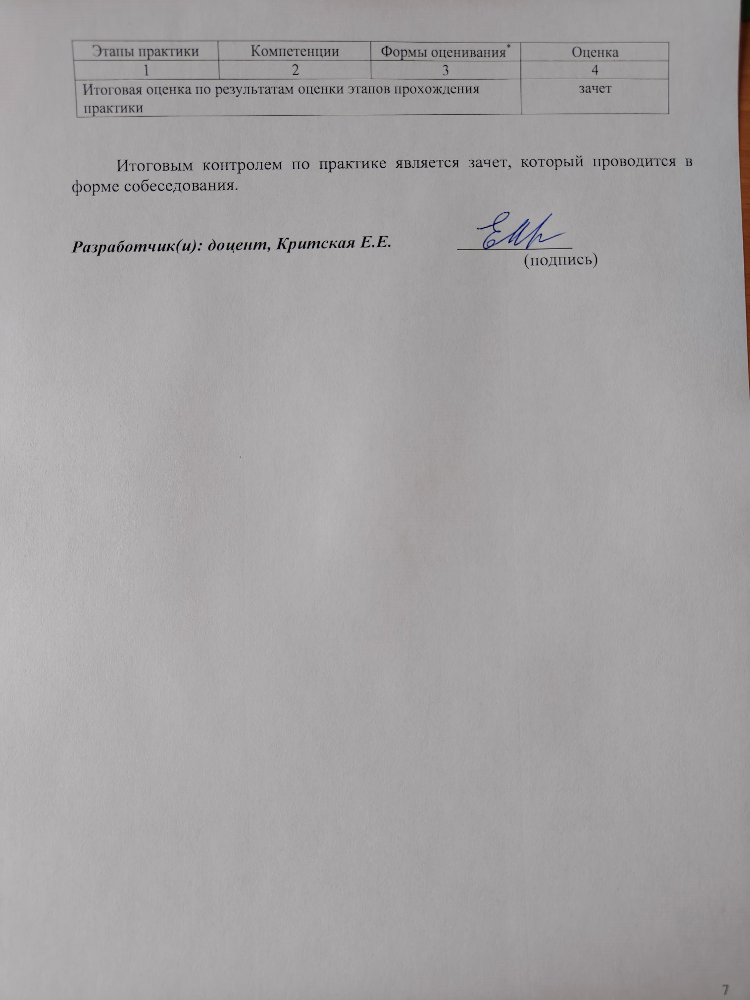 Этапы практики Компетенции Формы оценивания* Оценка
1 2 3 4
Итоговая оценка по результатам оценки этапов прохождения зачет
практики
Итоговым контролем по практике является зачет, который проводится в
форме собеседования.
Разработчик(и): доцент, Критская Е.Е.
(подпись)
7